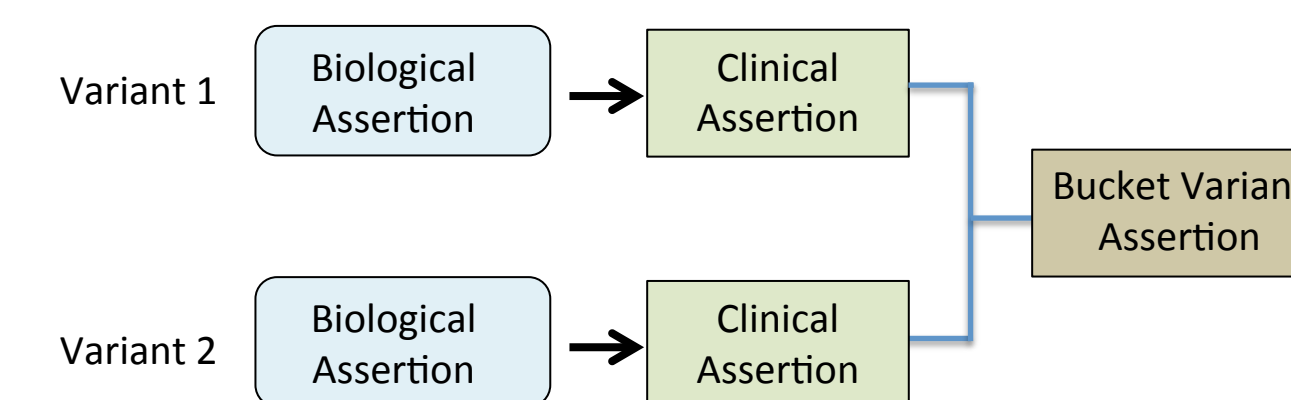 Variant 1
Biological
Assertion
Clinical
Assertion
Bucket Varian
Assertion
Variant 2
Biological
Assertion
Clinical
Assertion